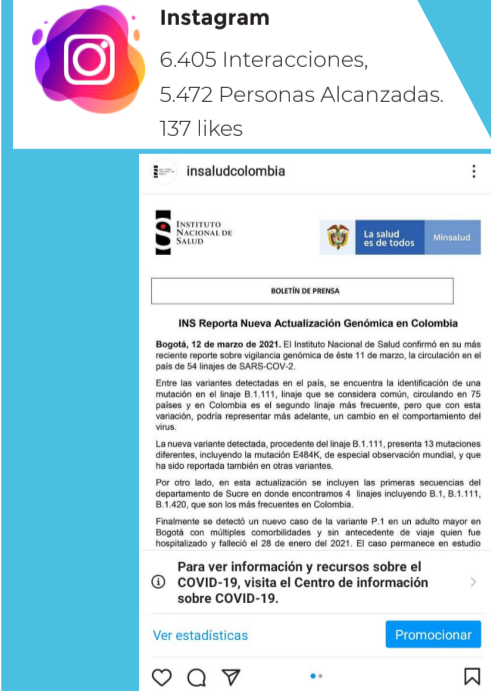 Instagram
6.405 Interacciones,
5.472 Personas Alcanzadas.
137 likes
insaludcolombia
INSTITUTO
NACIONAL DE
SALUD
La salud
es de todos
Minsalud
BOLETÍN DE PRENSA
INS Reporta Nueva Actualización Genómica en Colombia
Bogotá, 12 de marzo de 2021. El Instituto Nacional de Salud confirmó en su más
reciente reporte sobre vigilancia genómica de éste 11 de marzo, la circulación en el
país de 54 linajes de SARS-COV-2.
Entre las variantes detectadas en el país, se encuentra la identificación de una
mutación en el linaje B.1.111, linaje que se considera común, circulando en 75
países y en Colombia es el segundo linaje más frecuente, pero que con esta
variación, podría representar más adelante, un cambio en el comportamiento del
virus.
La nueva variante detectada, procedente del linaje B.1.111, presenta 13 mutaciones
diferentes, incluyendo la mutación E484K, de especial observación mundial, y que
ha sido reportada también en otras variantes.
Por otro lado, en esta actualización se incluyen las primeras secuencias del
departamento de Sucre en donde encontramos 4 linajes incluyendo B.1, B.1.111,
B.1.420, que son los más frecuentes en Colombia.
Finalmente se detectó un nuevo caso de la variante P.1 en un adulto mayor en
Bogotá con múltiples comorbilidades y sin antecedente de viaje quien fue
hospitalizado y falleció el 28 de enero del 2021. El caso permanece en estudio
Para ver información y recursos sobre el
COVID-19, visita el Centro de información
sobre COVID-19.
Ver estadísticas
Promocionar